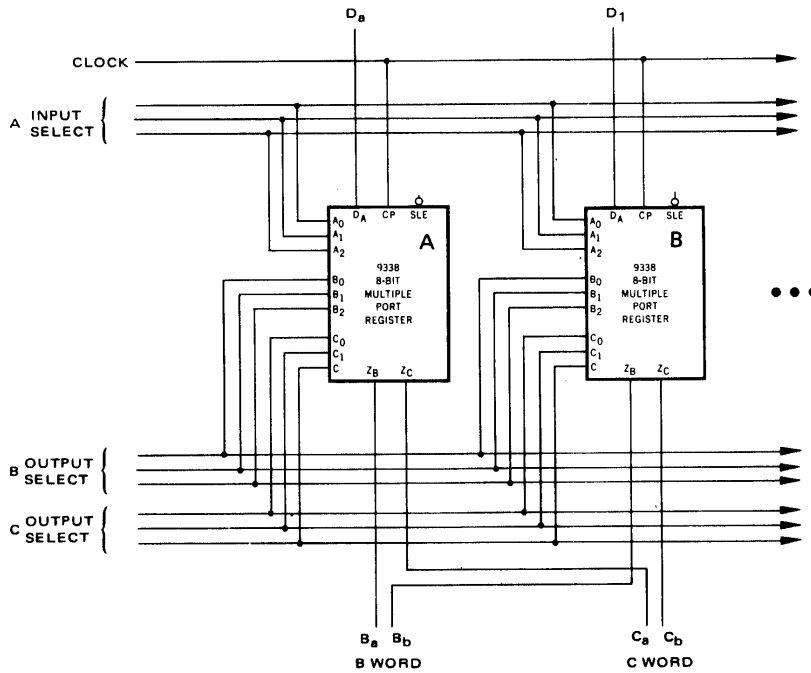 Da D1
CLOCK
A INPUT SELECT
DA CP SLE
A0
A1
A2
A
9338
8-BIT
MULTIPLE
PORT
REGISTER
B0
B1
B2
C0
C1
C
ZB ZC
DA CP SLE
A0
A1
A2
B
9338
8-BIT
MULTIPLE
PORT
REGISTER
B0
B1
B2
C0
C1
C
ZB ZC
B OUTPUT SELECT
C OUTPUT SELECT
Ba Bb Ca Cb
B WORD C WORD